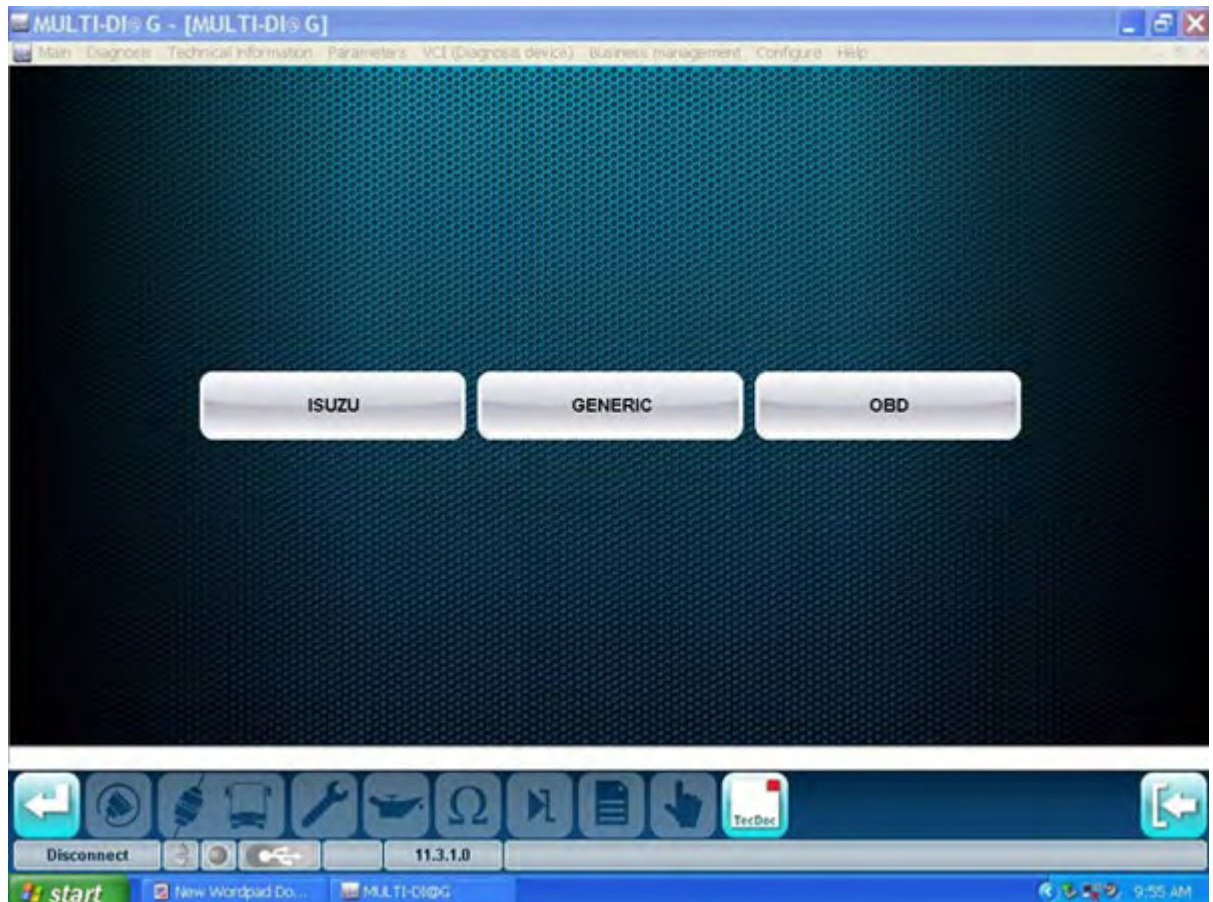 MULTI-DI@G - [MULTI-DI@G]
Main Diagnosis Technical Information Parameters VCI (Diagnosis device) Business management Configure Help
ISUZU GENERIC OBD
TecDoc
Disconnect 11.3.1.0
start New Wordpad Do... MULTI-DI@G 9:55 AM